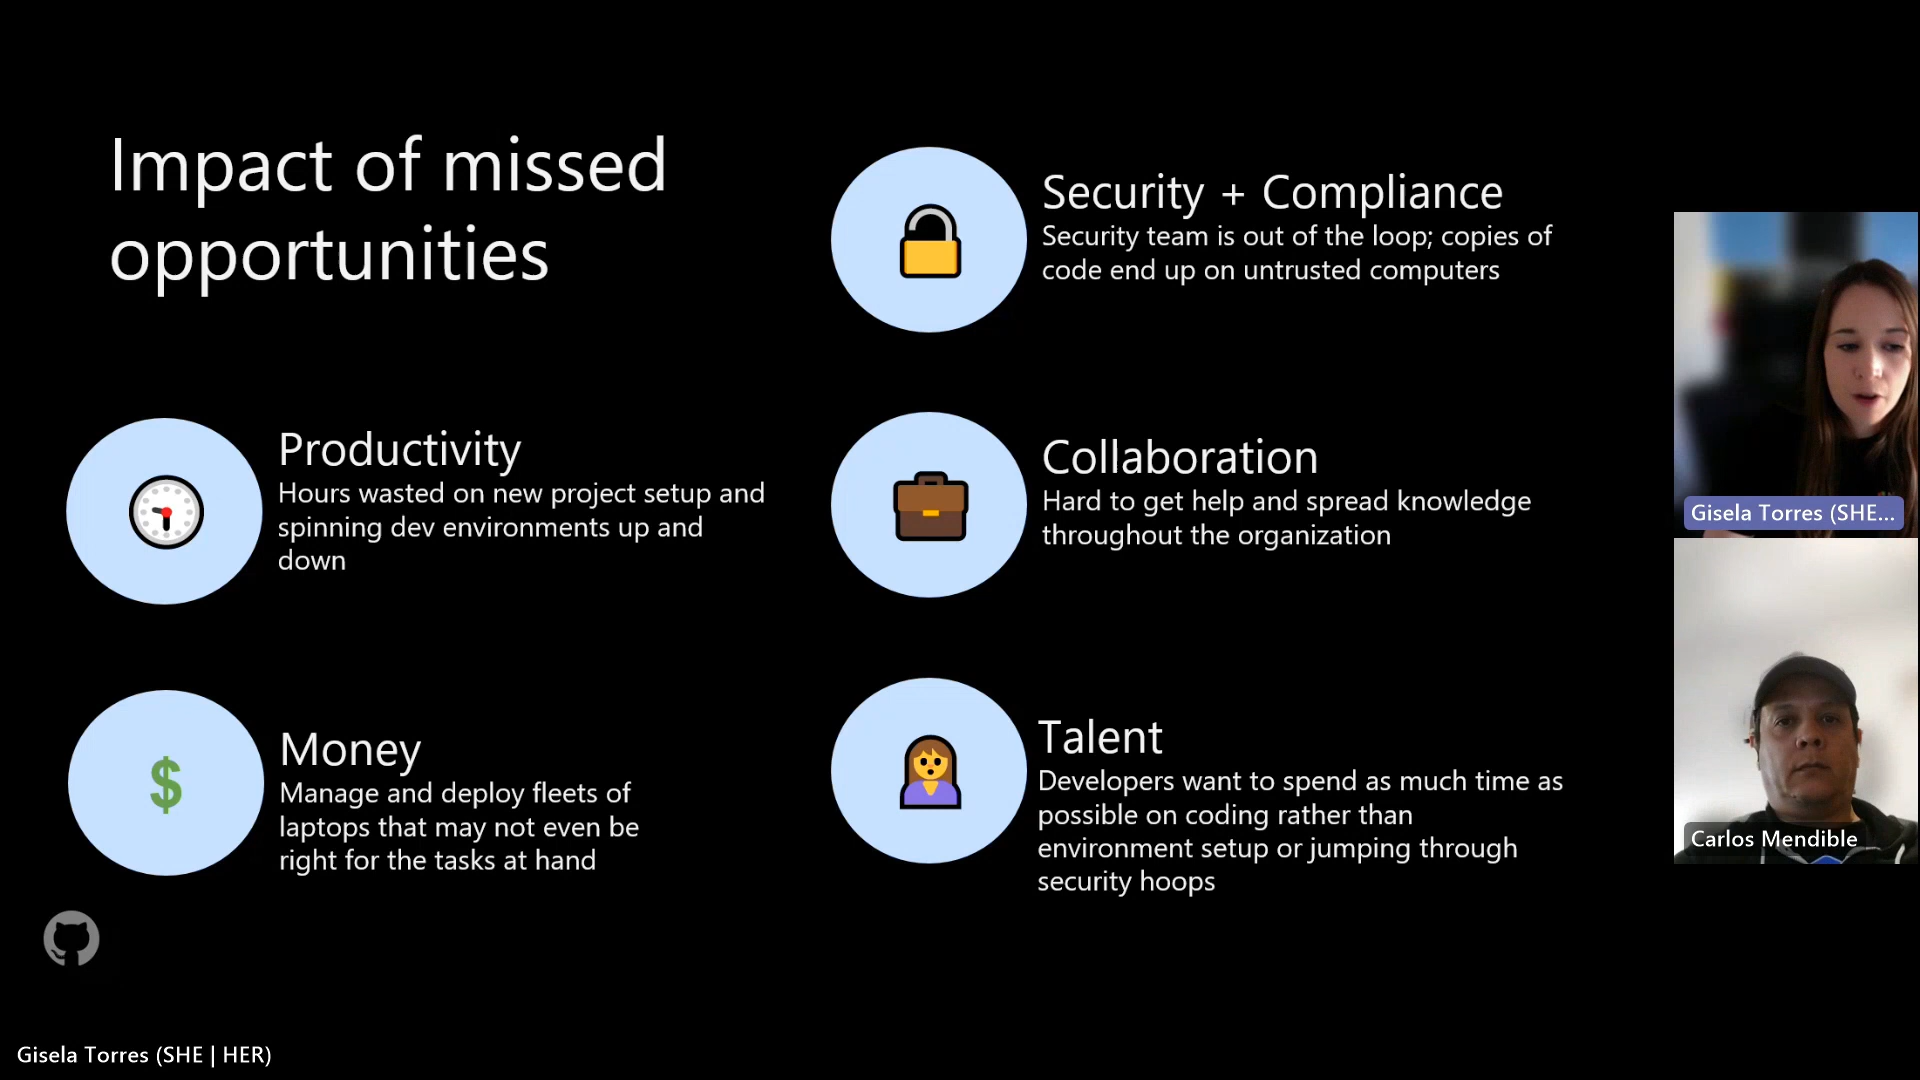 Impact of missed
opportunities
Productivity
Hours wasted on new project setup and
spinning dev environments up and
down
Money
Manage and deploy fleets of
laptops that may not even be
right for the tasks at hand
Security + Compliance
Security team is out of the loop; copies of
code end up on untrusted computers
Collaboration
Hard to get help and spread knowledge
throughout the organization
Talent
Developers want to spend as much time as
possible on coding rather than
environment setup or jumping through
security hoops
Gisela Torres (SHE...
Carlos Mendible
Gisela Torres (SHE | HER)